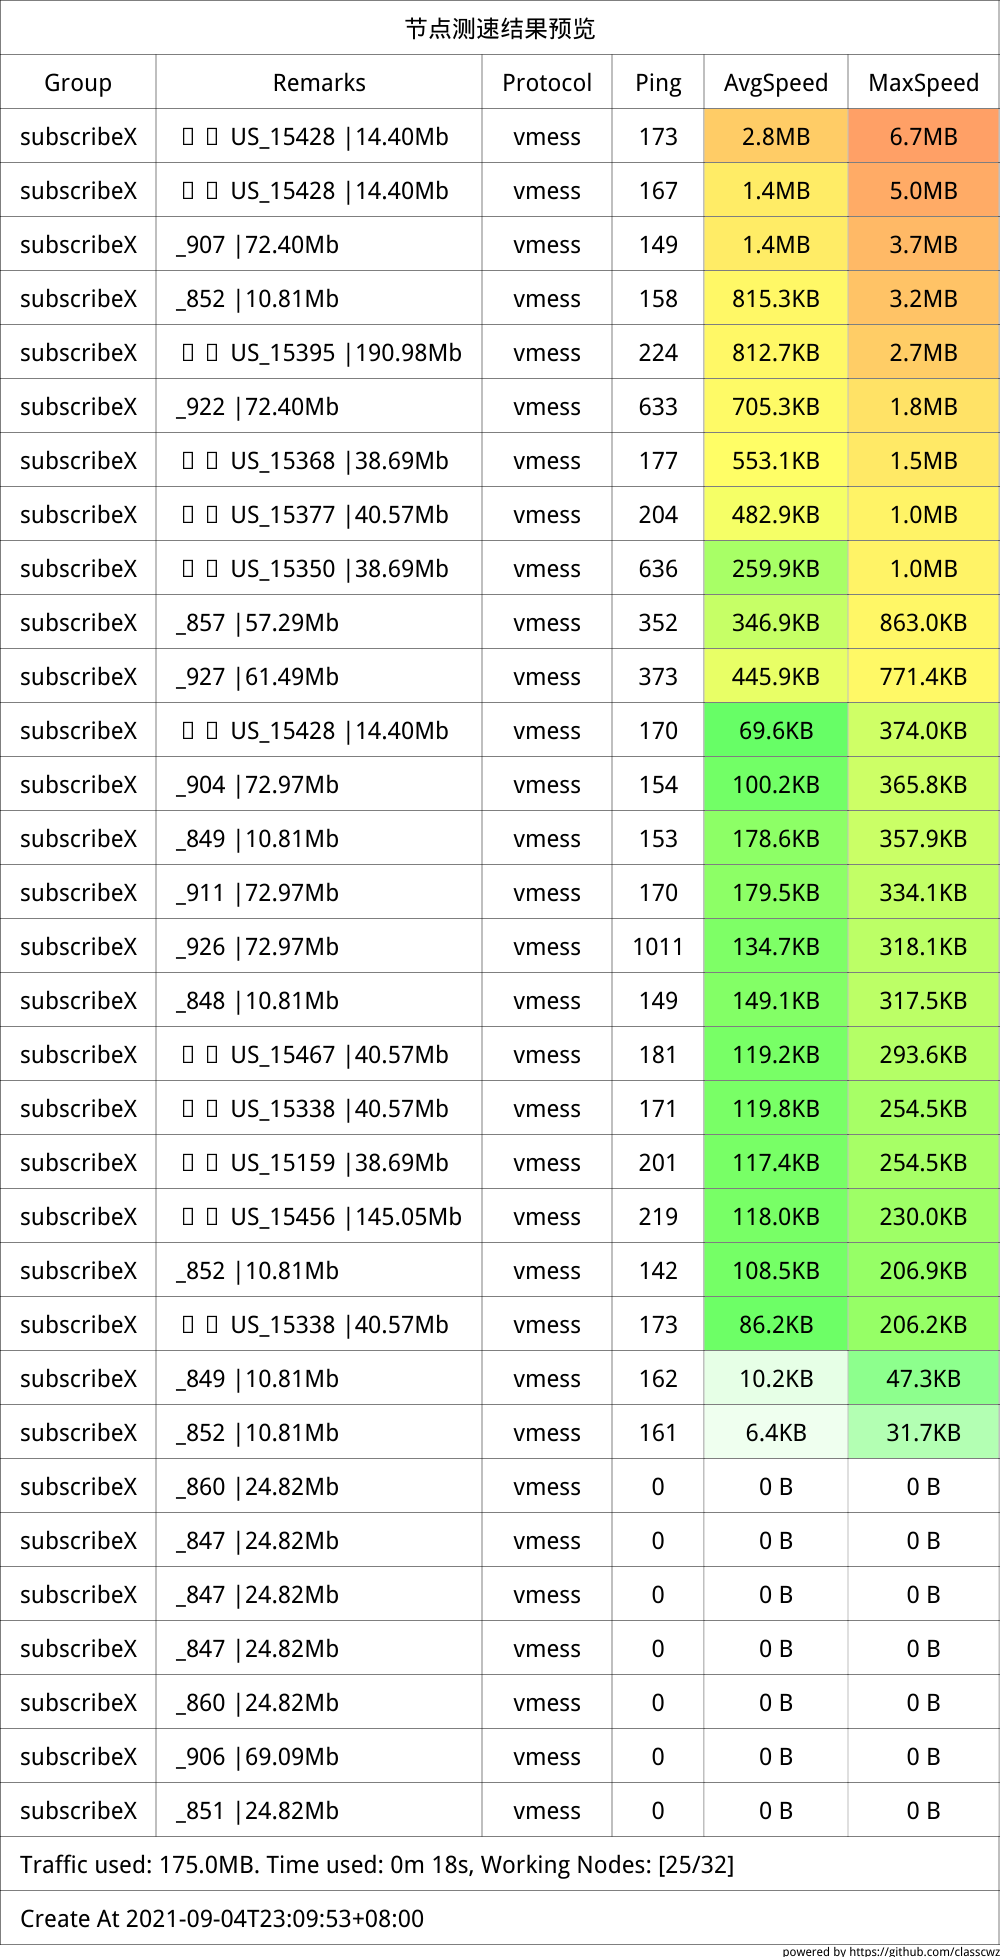 节点测速结果预览
Group Remarks Protocol Ping AvgSpeed MaxSpeed
subscribeX US_15428 |14.40Mb vmess 173 2.8MB 6.7MB
subscribeX US_15428 |14.40Mb vmess 167 1.4MB 5.0MB
subscribeX _907 |72.40Mb vmess 149 1.4MB 3.7MB
subscribeX _852 |10.81Mb vmess 158 815.3KB 3.2MB
subscribeX US_15395 |190.98Mb vmess 224 812.7KB 2.7MB
subscribeX _922 |72.40Mb vmess 633 705.3KB 1.8MB
subscribeX US_15368 |38.69Mb vmess 177 553.1KB 1.5MB
subscribeX US_15377 |40.57Mb vmess 204 482.9KB 1.0MB
subscribeX US_15350 |38.69Mb vmess 636 259.9KB 1.0MB
subscribeX _857 |57.29Mb vmess 352 346.9KB 863.0KB
subscribeX _927 |61.49Mb vmess 373 445.9KB 771.4KB
subscribeX US_15428 |14.40Mb vmess 170 69.6KB 374.0KB
subscribeX _904 |72.97Mb vmess 154 100.2KB 365.8KB
subscribeX _849 |10.81Mb vmess 153 178.6KB 357.9KB
subscribeX _911 |72.97Mb vmess 170 179.5KB 334.1KB
subscribeX _926 |72.97Mb vmess 1011 134.7KB 318.1KB
subscribeX _848 |10.81Mb vmess 149 149.1KB 317.5KB
subscribeX US_15467 |40.57Mb vmess 181 119.2KB 293.6KB
subscribeX US_15338 |40.57Mb vmess 171 119.8KB 254.5KB
subscribeX US_15159 |38.69Mb vmess 201 117.4KB 254.5KB
subscribeX US_15456 |145.05Mb vmess 219 118.0KB 230.0KB
subscribeX _852 |10.81Mb vmess 142 108.5KB 206.9KB
subscribeX US_15338 |40.57Mb vmess 173 86.2KB 206.2KB
subscribeX _849 |10.81Mb vmess 162 10.2KB 47.3KB
subscribeX _852 |10.81Mb vmess 161 6.4KB 31.7KB
subscribeX _860 |24.82Mb vmess 0 0 B 0 B
subscribeX _847 |24.82Mb vmess 0 0 B 0 B
subscribeX _847 |24.82Mb vmess 0 0 B 0 B
subscribeX _847 |24.82Mb vmess 0 0 B 0 B
subscribeX _860 |24.82Mb vmess 0 0 B 0 B
subscribeX _906 |69.09Mb vmess 0 0 B 0 B
subscribeX _851 |24.82Mb vmess 0 0 B 0 B
Traffic used: 175.0MB. Time used: 0m 18s, Working Nodes: [25/32]
Create At 2021-09-04T23:09:53+08:00
powered by https://github.com/classcwz